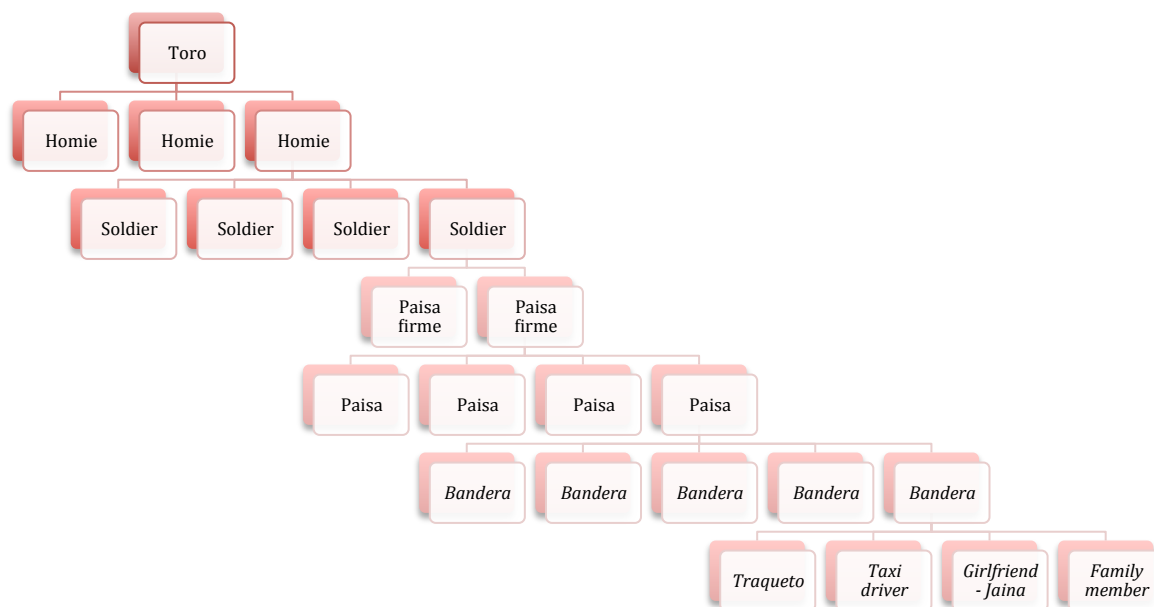 Toro
Homie
Homie
Homie
Soldier
Soldier
Soldier
Soldier
Paisa
firme
Paisa
firme
Paisa
Paisa
Paisa
Paisa
Bandera
Bandera
Bandera
Bandera
Bandera
Traqueto
Taxi
driver
Girlfriend
- Jaina
Family
member